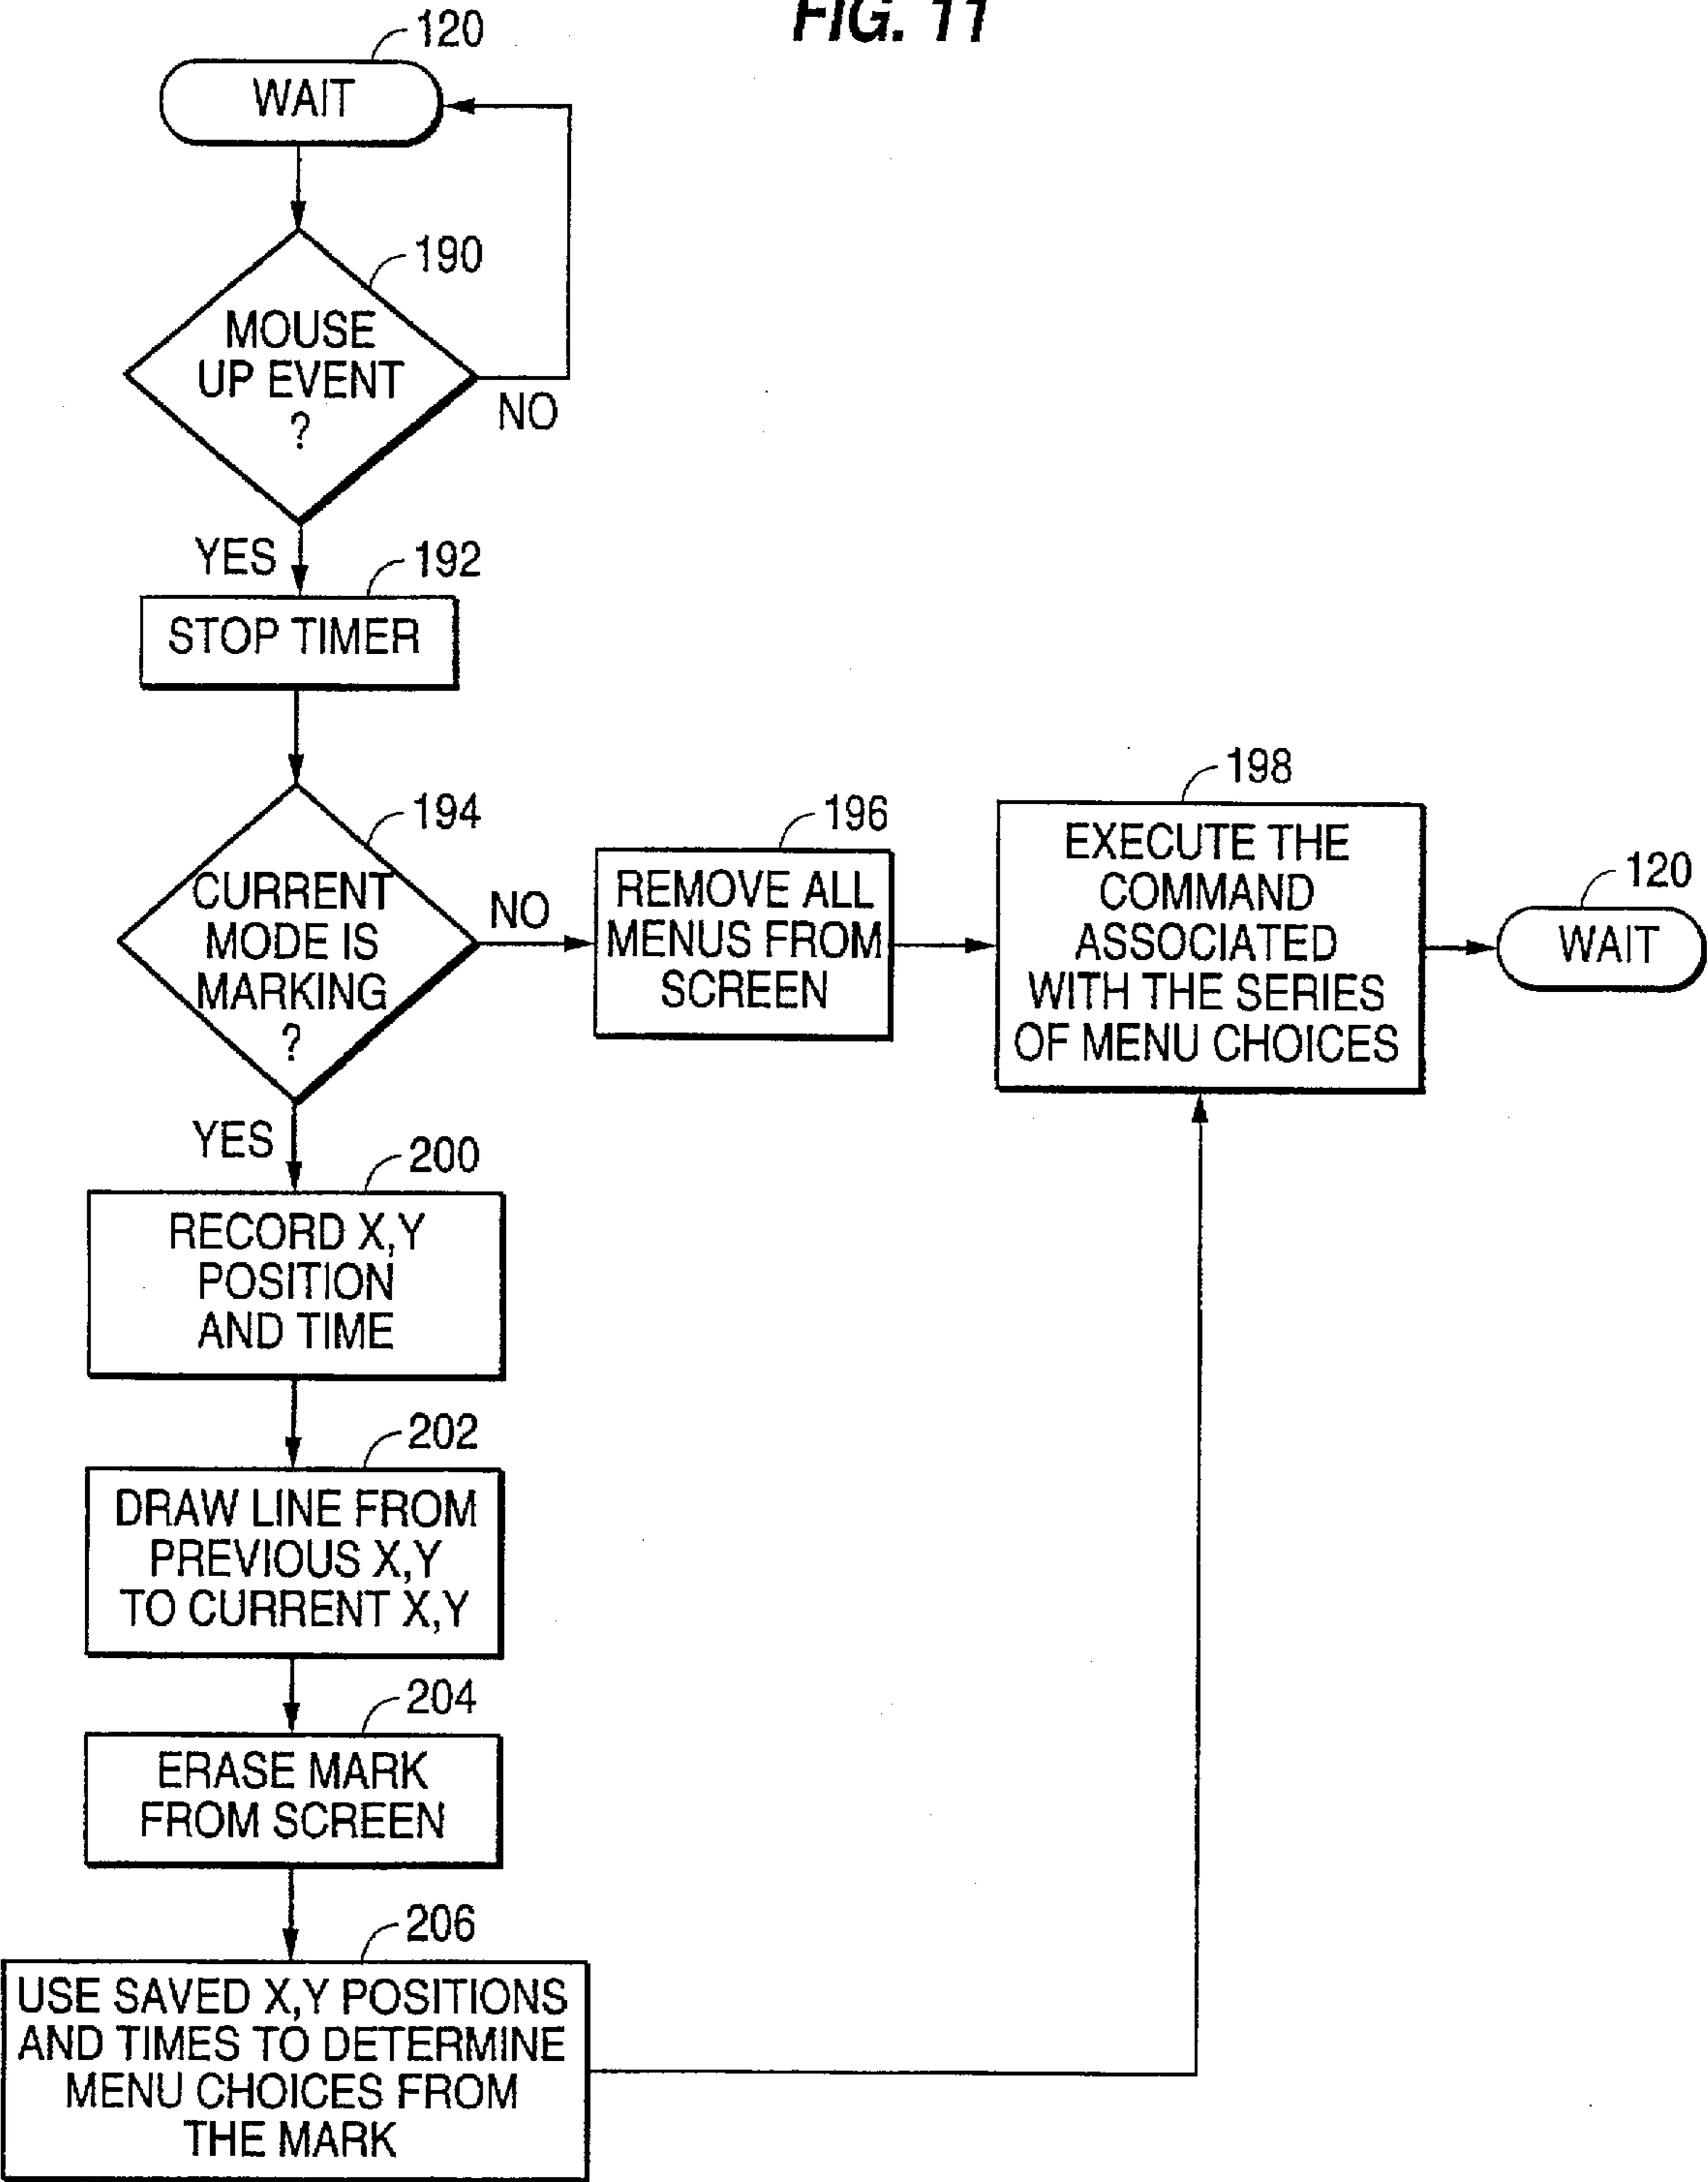 FIG. 11
120
WAIT
190
MOUSE
UP EVENT
?
NO
YES
192
STOP TIMER
194
CURRENT
MODE IS
MARKING
?
NO
196
REMOVE ALL
MENUS FROM
SCREEN
198
EXECUTE THE
COMMAND
ASSOCIATED
WITH THE SERIES
OF MENU CHOICES
120
WAIT
YES
200
RECORD X,Y
POSITION
AND TIME
202
DRAW LINE FROM
PREVIOUS X,Y
TO CURRENT X,Y
204
ERASE MARK
FROM SCREEN
206
USE SAVED X,Y POSITIONS
AND TIMES TO DETERMINE
MENU CHOICES FROM
THE MARK